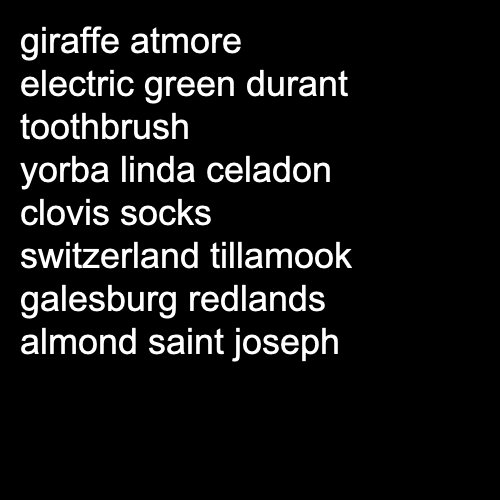 giraffe atmore
electric green durant
toothbrush
yorba linda celadon
clovis socks
switzerland tillamook
galesburg redlands
almond saint joseph